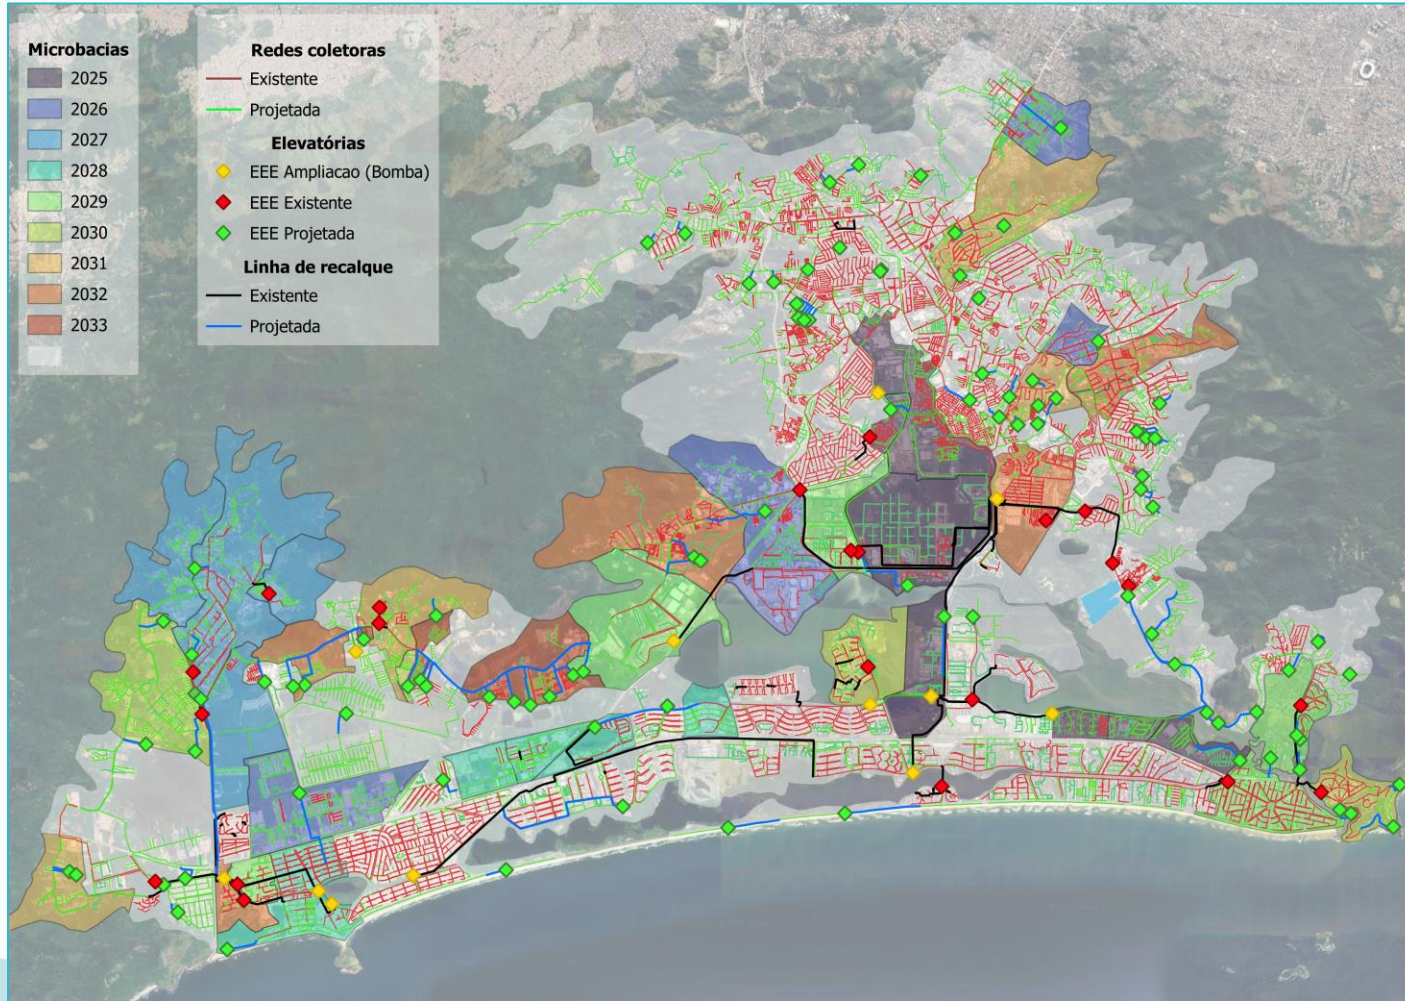 Microbacias
2025
2026
2027
2028
2029
2030
2031
2032
2033
Redes coletoras
Existente
Projetada
Elevatórias
EEE Ampliacao (Bomba)
EEE Existente
EEE Projetada
Linha de recalque
Existente
Projetada